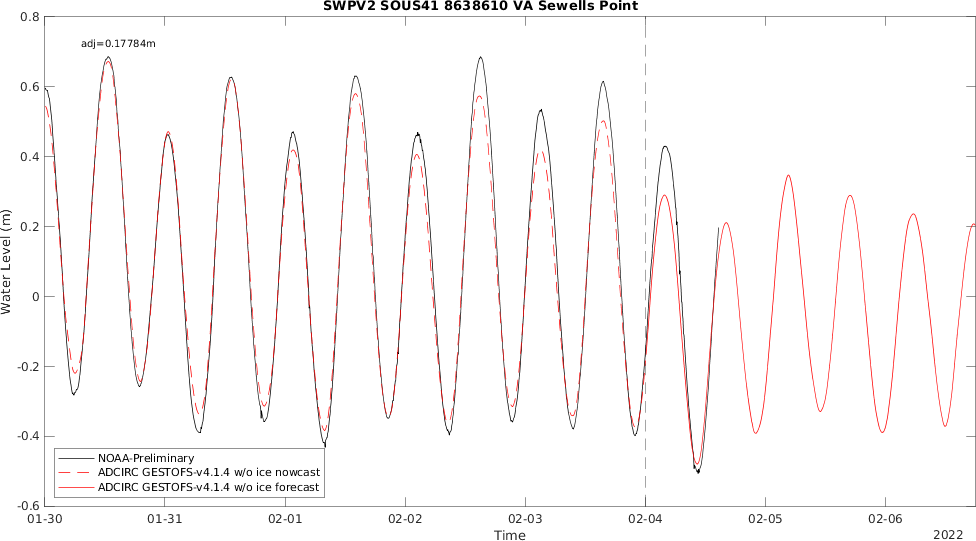 SWPV2 SOUS41 8638610 VA Sewells Point
adj=0.17784m
0.8
0.6
0.4
0.2
0
-0.2
-0.4
-0.6
Water Level (m)
NOAA-Preliminary
ADCIRC GESTOFS-v4.1.4 w/o ice nowcast
ADCIRC GESTOFS-v4.1.4 w/o ice forecast
01-30 01-31 02-01 02-02 02-03 02-04 02-05 02-06
Time
2022